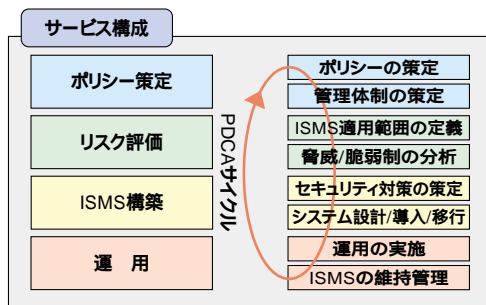 サービス構成
ポリシー策定
リスク評価
ISMS構築
運　用
PDCAサイクル
ポリシーの策定
管理体制の策定
ISMS適用範囲の定義
脅威/脆弱制の分析
セキュリティ対策の策定
システム設計/導入/移行
運用の実施
ISMSの維持管理